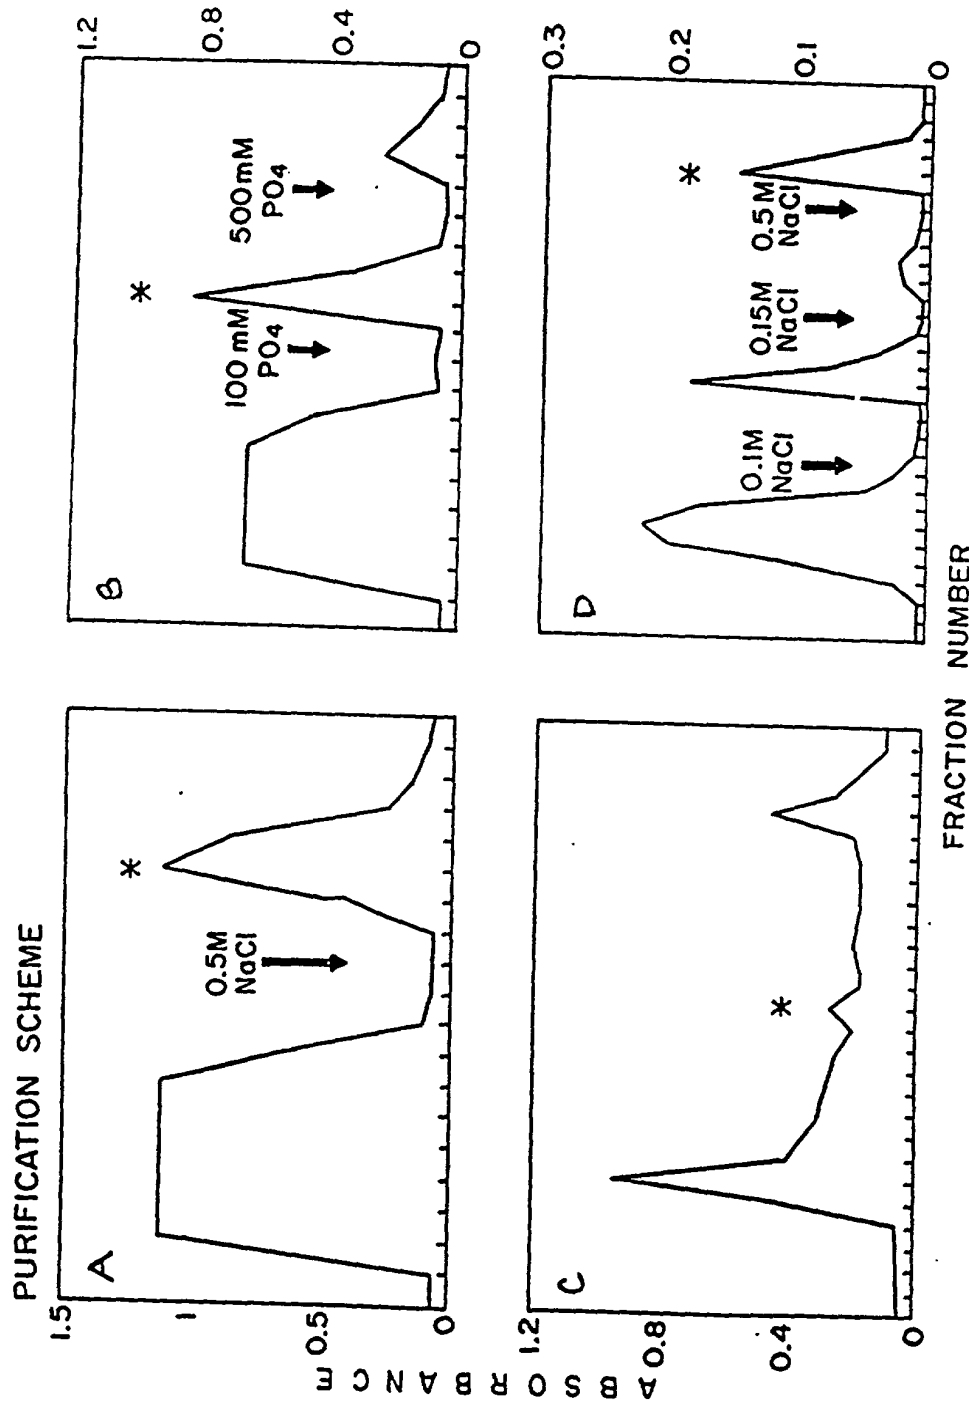 PURIFICATION SCHEME
ABSORBANCE
A
1.5
1
0.5
0
0.5M
NaCl
*
B
1.2
0.8
0.4
0
100 mM
PO4
*
500 mM
PO4
C
1.2
0.8
0.4
0
*
D
0.3
0.2
0.1
0
0.1M
NaCl
0.15M
NaCl
0.5M
NaCl
*
FRACTION NUMBER